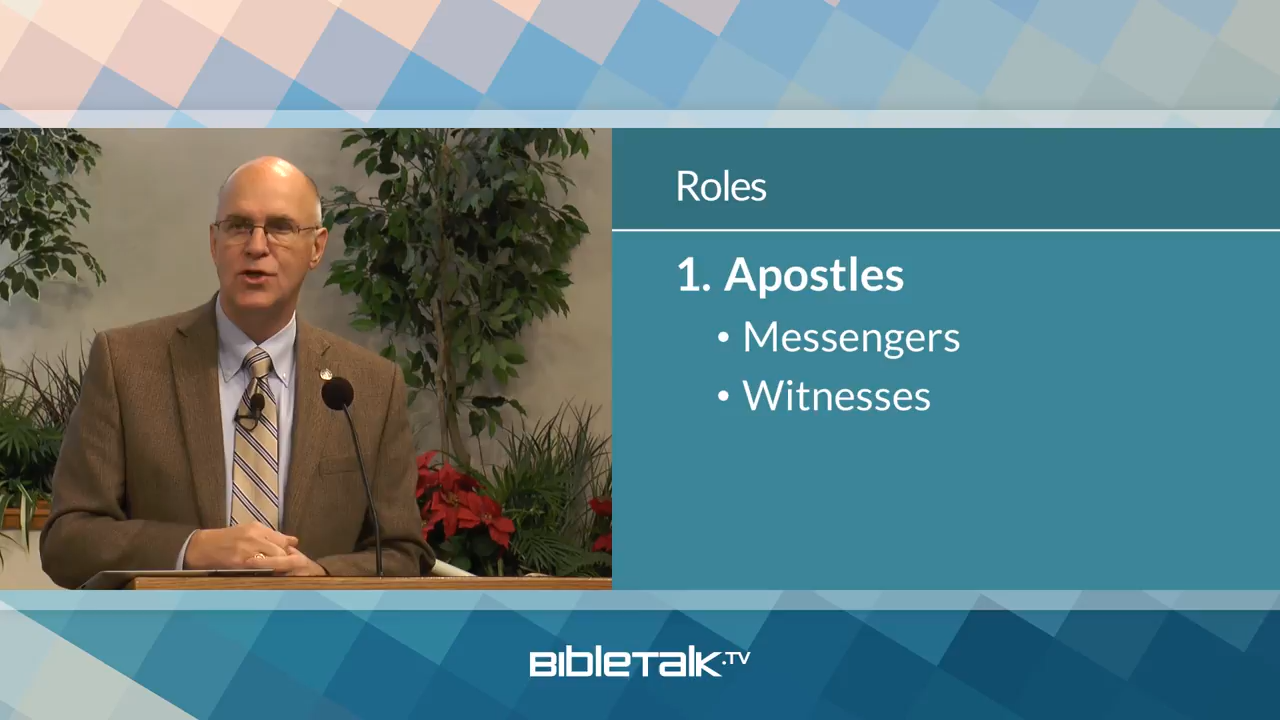 Roles
1. Apostles
• Messengers
• Witnesses
BIBLETALK.TV